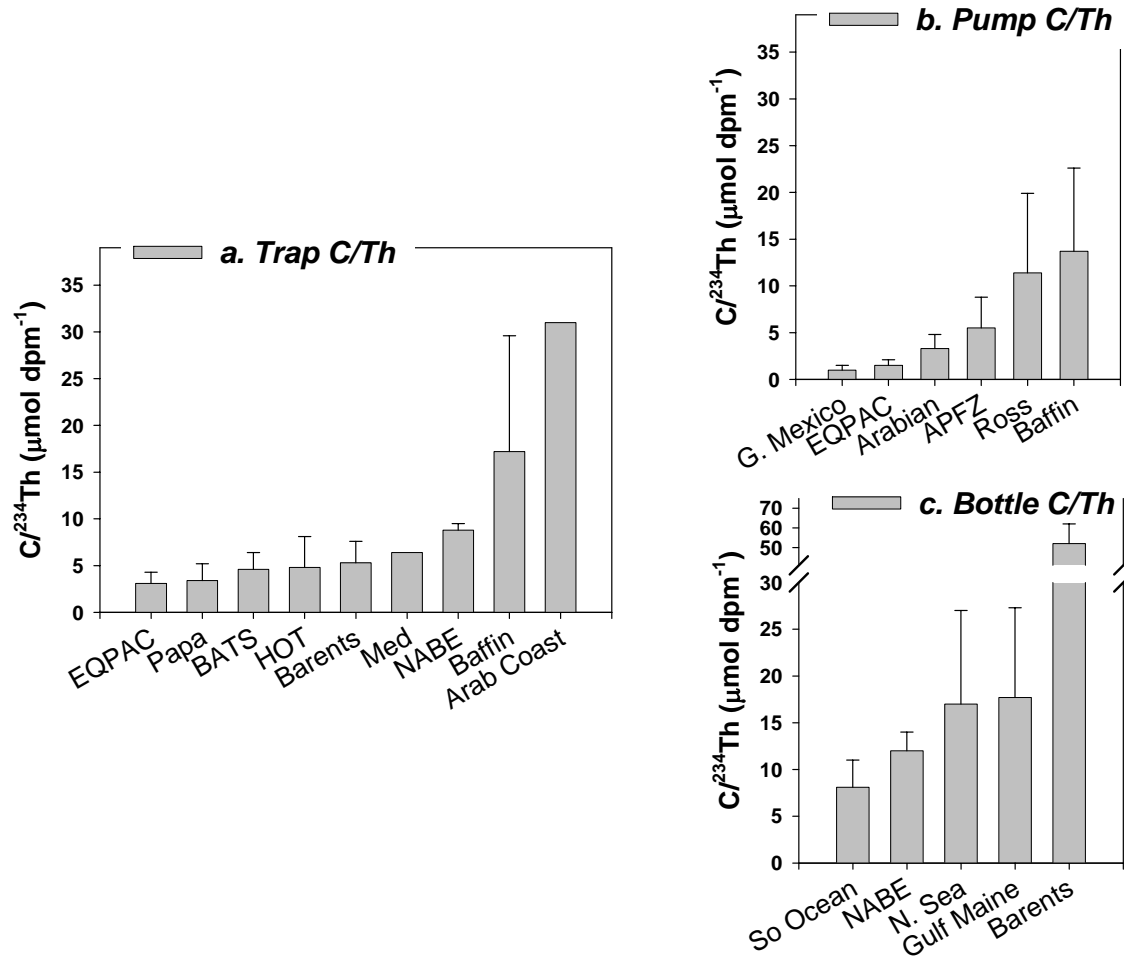 a. Trap C/Th
C/²³⁴Th (μmol dpm⁻¹)
35
30
25
20
15
10
5
0
EQPAC
Papa
BATS
HOT
Barents
Med
NABE
Baffin
Arab Coast
b. Pump C/Th
C/²³⁴Th (μmol dpm⁻¹)
35
30
25
20
15
10
5
0
G. Mexico
EQPAC
Arabian
APFZ
Ross
Baffin
c. Bottle C/Th
C/²³⁴Th (μmol dpm⁻¹)
70
60
50
30
25
20
15
10
5
0
So Ocean
NABE
N. Sea
Gulf Maine
Barents